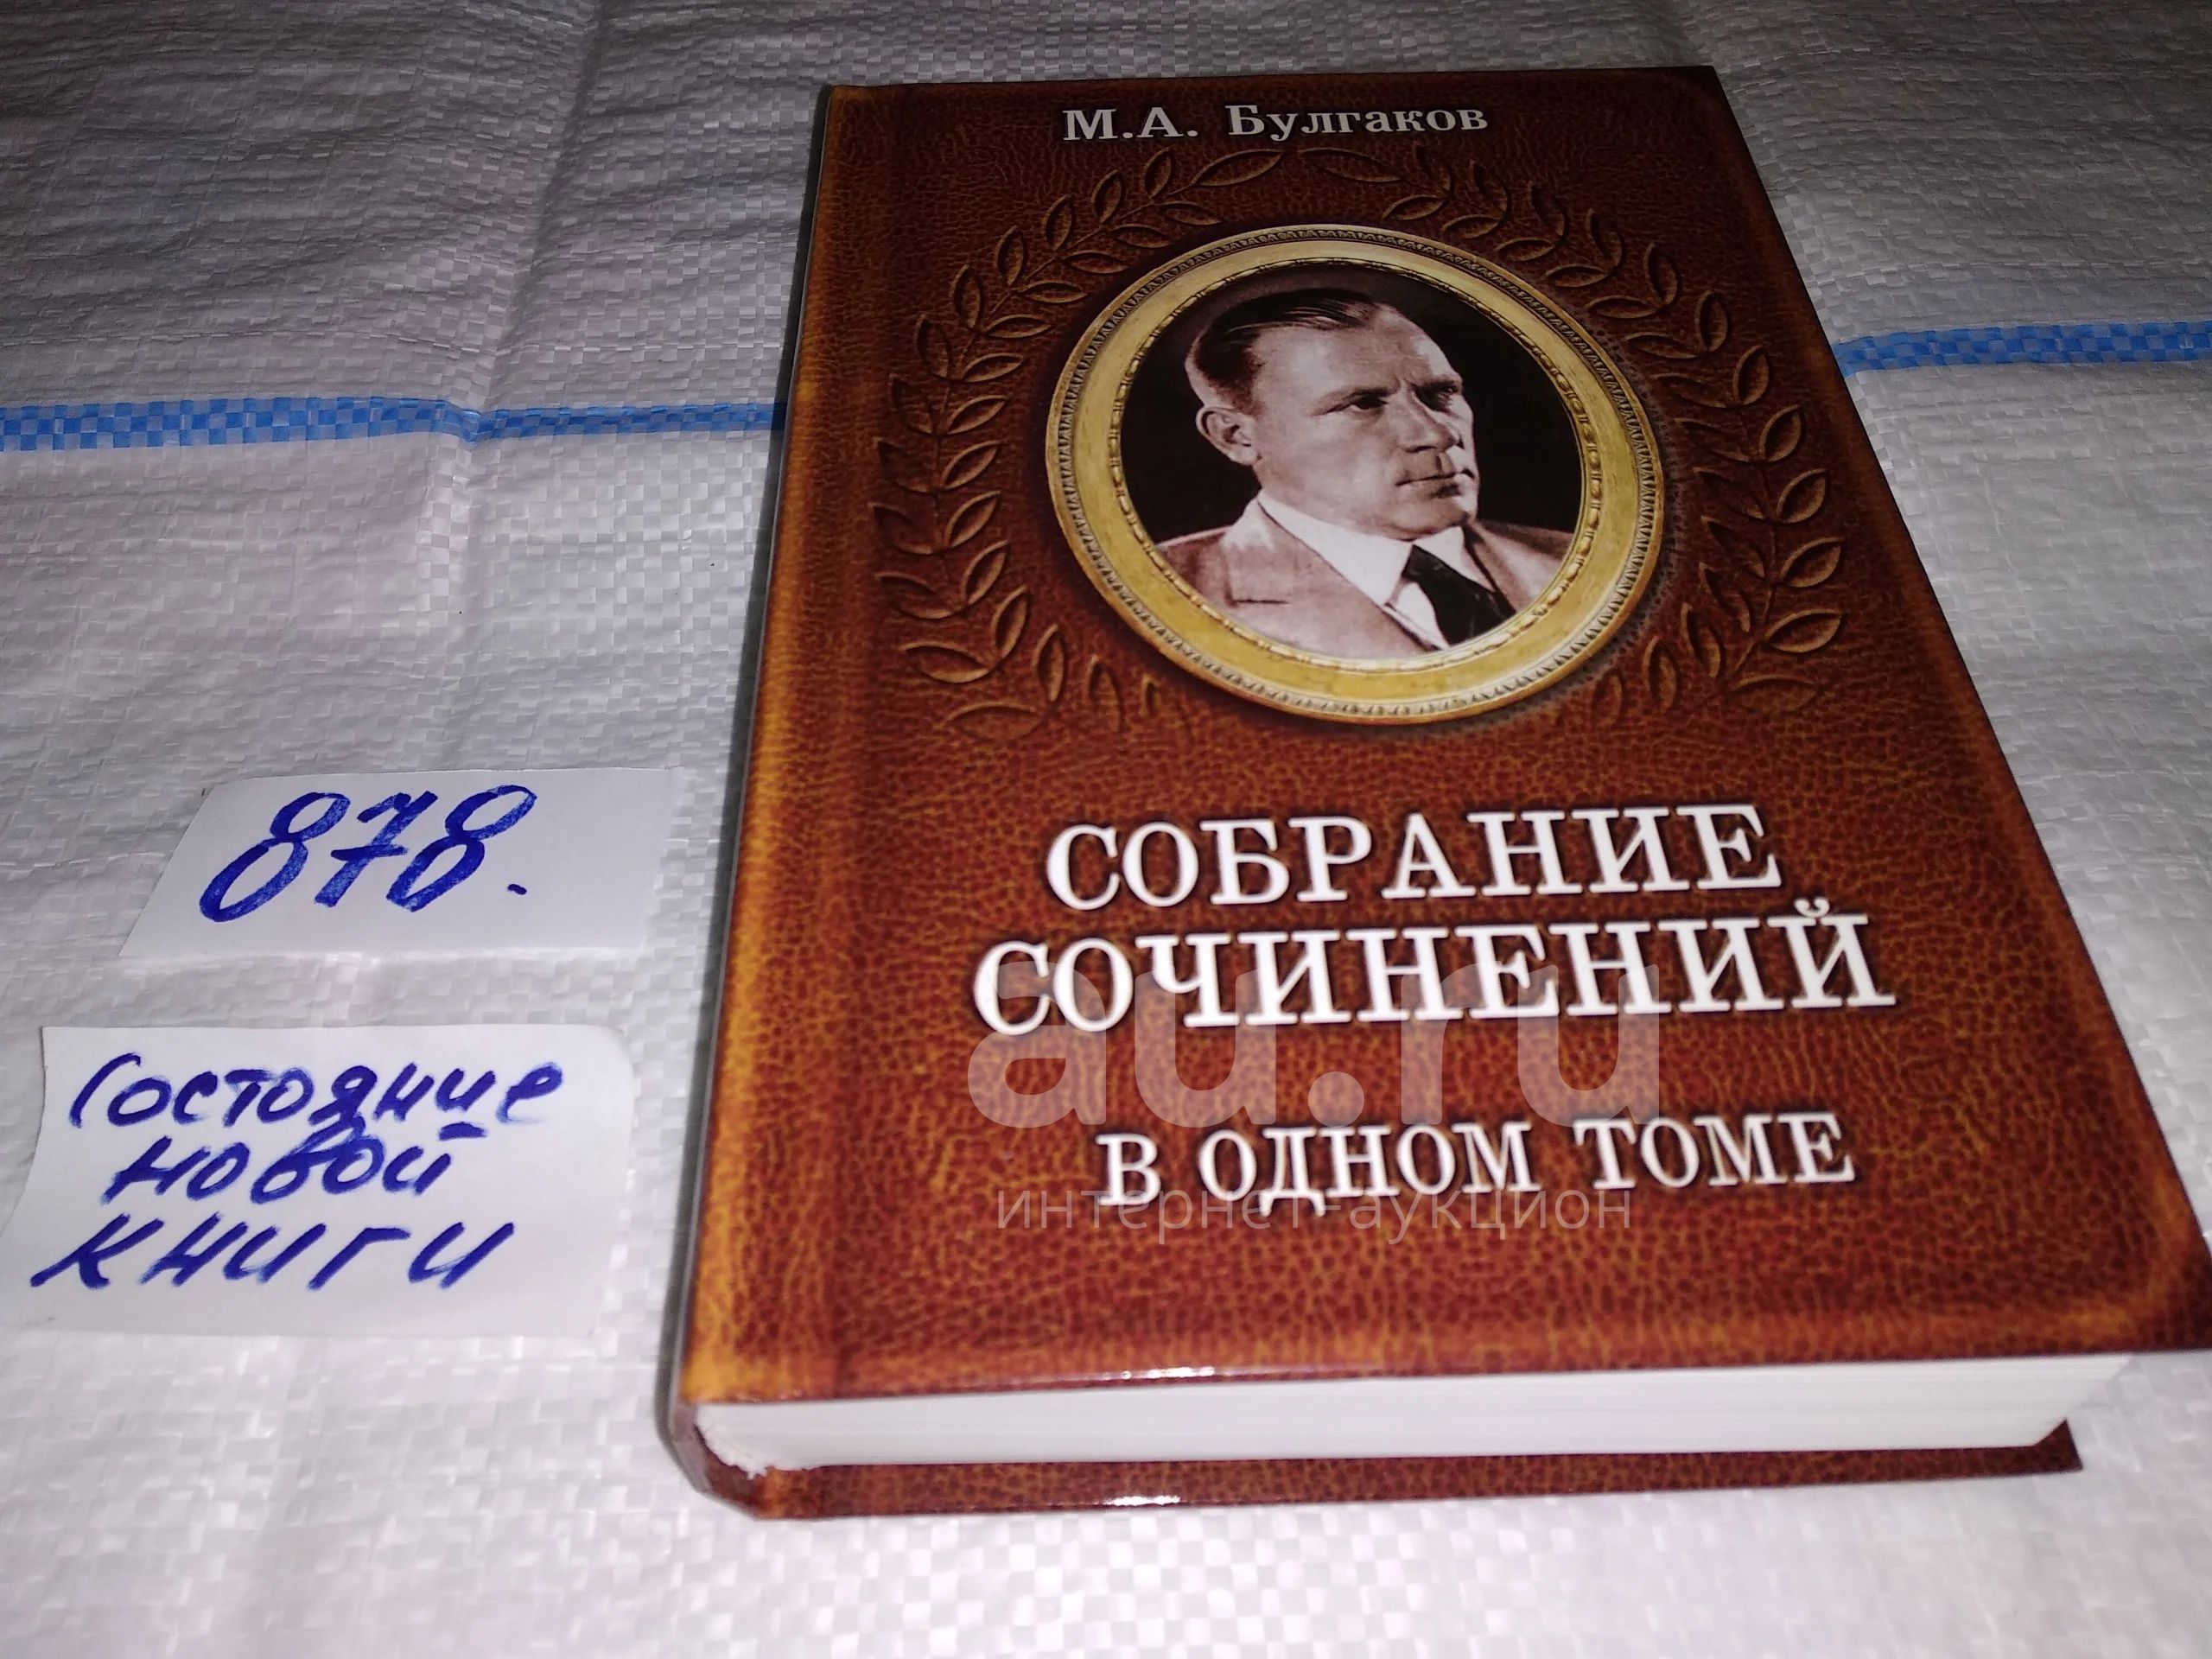 М.А. Булгаков
СОБРАНИЕ
СОЧИНЕНИЙ
В ОДНОМ ТОМЕ
878.
Состояние
новой
книги
au.ru
интернет-аукцион